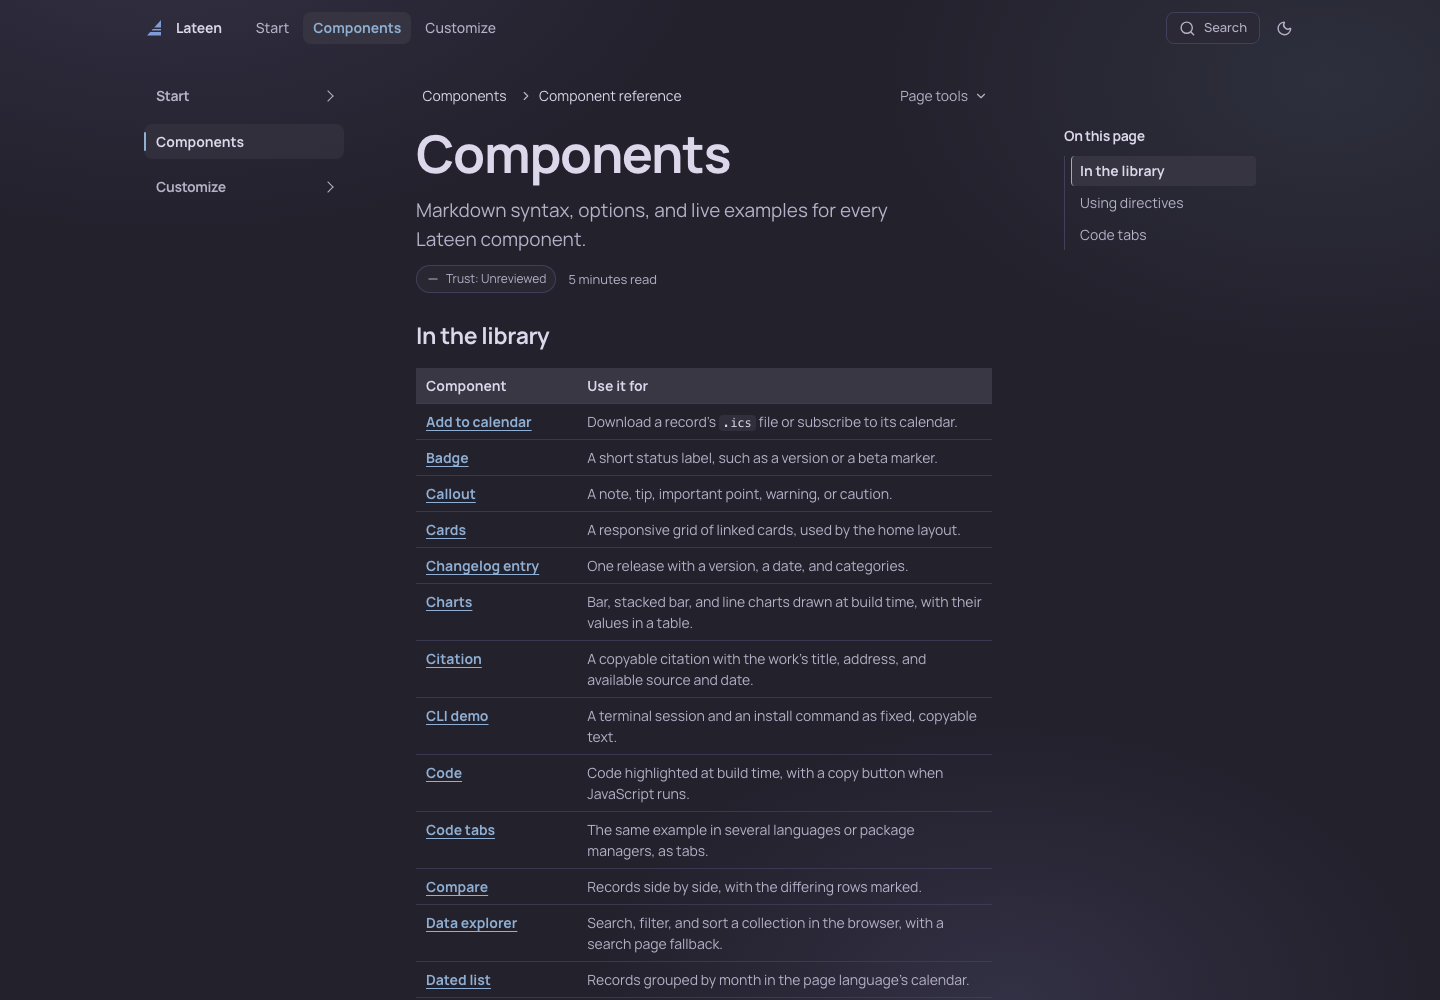 Lateen
Start
Components
Customize
Search
Start
Components
Customize
Components
Component reference
Page tools
Components
Markdown syntax, options, and live examples for every
Lateen component.
Trust: Unreviewed
5 minutes read
On this page
In the library
Using directives
Code tabs
In the library
Component Use it for
Add to calendar Download a record’s .ics file or subscribe to its calendar.
Badge A short status label, such as a version or a beta marker.
Callout A note, tip, important point, warning, or caution.
Cards A responsive grid of linked cards, used by the home layout.
Changelog entry One release with a version, a date, and categories.
Charts Bar, stacked bar, and line charts drawn at build time, with their
values in a table.
Citation A copyable citation with the work’s title, address, and
available source and date.
CLI demo A terminal session and an install command as fixed, copyable
text.
Code Code highlighted at build time, with a copy button when
JavaScript runs.
Code tabs The same example in several languages or package
managers, as tabs.
Compare Records side by side, with the differing rows marked.
Data explorer Search, filter, and sort a collection in the browser, with a
search page fallback.
Dated list Records grouped by month in the page language’s calendar.